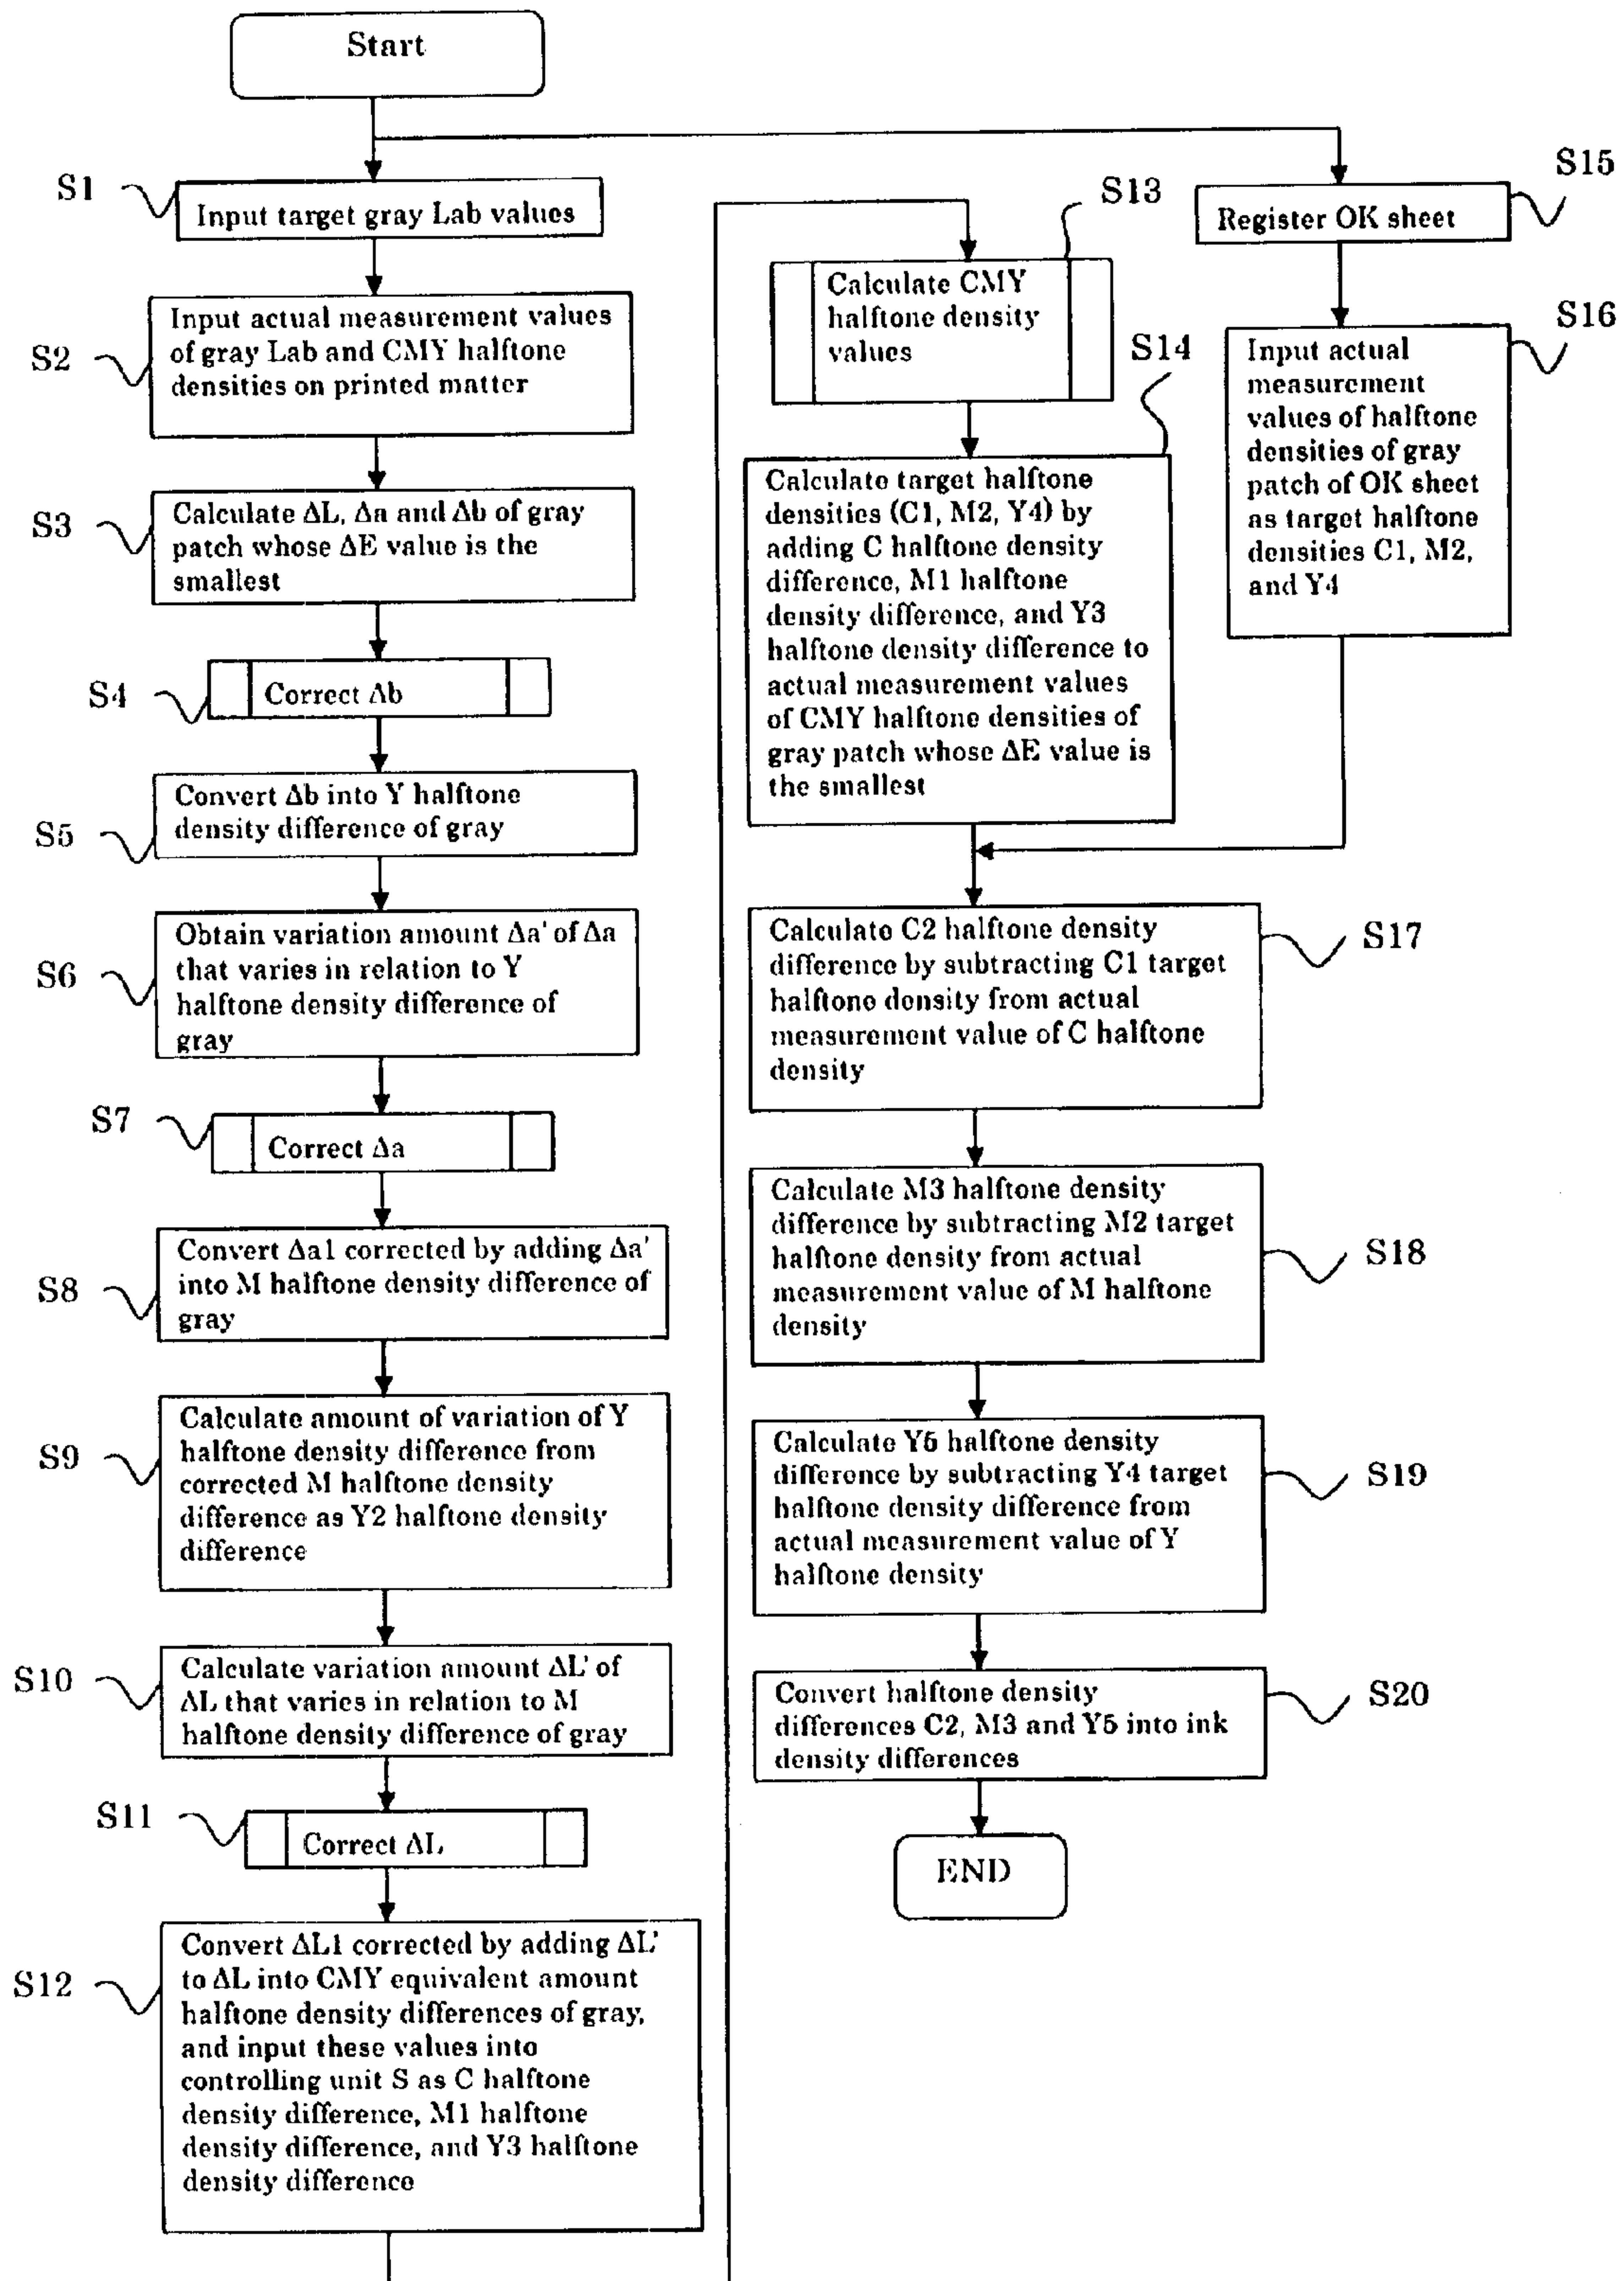 Start
S1
Input target gray Lab values
S2
Input actual measurement values
of gray Lab and CMY halftone
densities on printed matter
S3
Calculate ΔL, Δa and Δb of gray
patch whose ΔE value is the
smallest
S4
Correct Δb
S5
Convert Δb into Y halftone
density difference of gray
S6
Obtain variation amount Δa' of Δa
that varies in relation to Y
halftone density difference of
gray
S7
Correct Δa
S8
Convert Δa1 corrected by adding Δa'
into M halftone density difference of
gray
S9
Calculate amount of variation of Y
halftone density difference from
corrected M halftone density
difference as Y2 halftone density
difference
S10
Calculate variation amount ΔL' of
ΔL that varies in relation to M
halftone density difference of gray
S11
Correct ΔL
S12
Convert ΔL1 corrected by adding ΔL'
to ΔL into CMY equivalent amount
halftone density differences of gray,
and input these values into
controlling unit S as C halftone
density difference, M1 halftone
density difference, and Y3 halftone
density difference
S13
Calculate CMY
halftone density
values
S14
Calculate target halftone
densities (C1, M2, Y4) by
adding C halftone density
difference, M1 halftone
density difference, and Y3
halftone density difference to
actual measurement values
of CMY halftone densities of
gray patch whose ΔE value is
the smallest
S15
Register OK sheet
S16
Input actual
measurement
values of halftone
densities of gray
patch of OK sheet
as target halftone
densities C1, M2,
and Y4
S17
Calculate C2 halftone density
difference by subtracting C1 target
halftone density from actual
measurement value of C halftone
density
S18
Calculate M3 halftone density
difference by subtracting M2 target
halftone density from actual
measurement value of M halftone
density
S19
Calculate Y5 halftone density
difference by subtracting Y4 target
halftone density difference from
actual measurement value of Y
halftone density
S20
Convert halftone density
differences C2, M3 and Y5 into ink
density differences
END